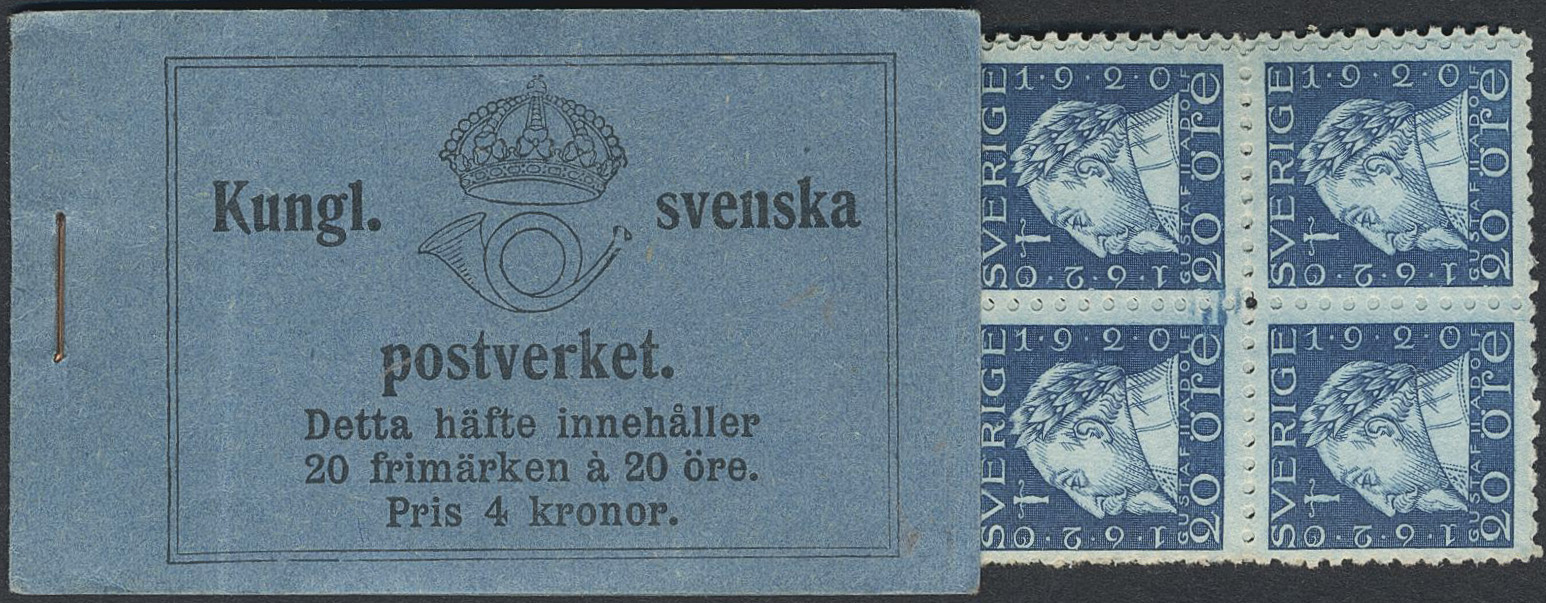 Kungl. svenska
postverket.
Detta häfte innehåller
20 frimärken à 20 öre.
Pris 4 kronor.
SVERIGE
1·9·2·0
1·6·2·0
GUSTAF II ADOLF
20 öre
SVERIGE
1·9·2·0
1·6·2·0
GUSTAF II ADOLF
20 öre
SVERIGE
1·9·2·0
1·6·2·0
GUSTAF II ADOLF
20 öre
SVERIGE
1·9·2·0
1·6·2·0
GUSTAF II ADOLF
20 öre